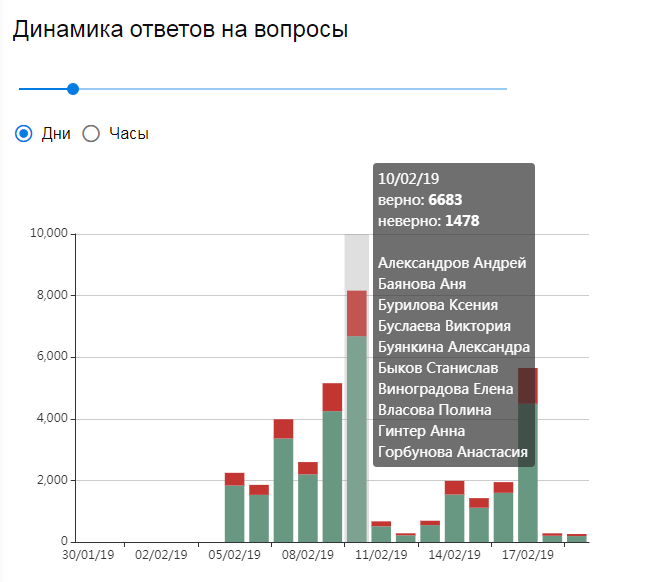 Динамика ответов на вопросы
Дни Часы
10/02/19
верно: 6683
неверно: 1478
Александров Андрей
Баянова Аня
Бурилова Ксения
Буслаева Виктория
Буянкина Александра
Быков Станислав
Виноградова Елена
Власова Полина
Гинтер Анна
Горбунова Анастасия
10,000
8,000
6,000
4,000
2,000
0
30/01/19 02/02/19 05/02/19 08/02/19 11/02/19 14/02/19 17/02/19